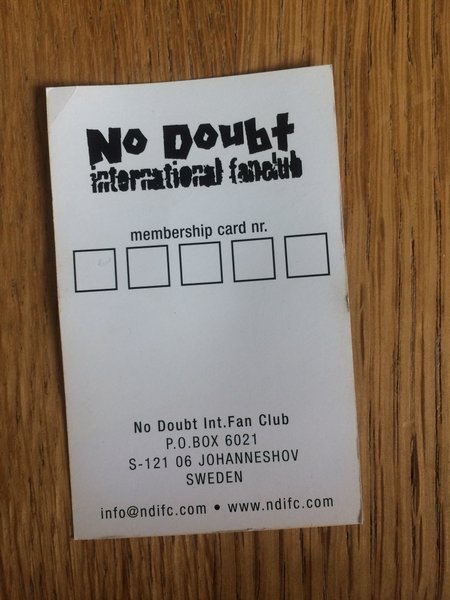 No Doubt
international fanclub
membership card nr.
No Doubt Int.Fan Club
P.O.BOX 6021
S-121 06 JOHANNESHOV
SWEDEN
info@ndifc.com • www.ndifc.com